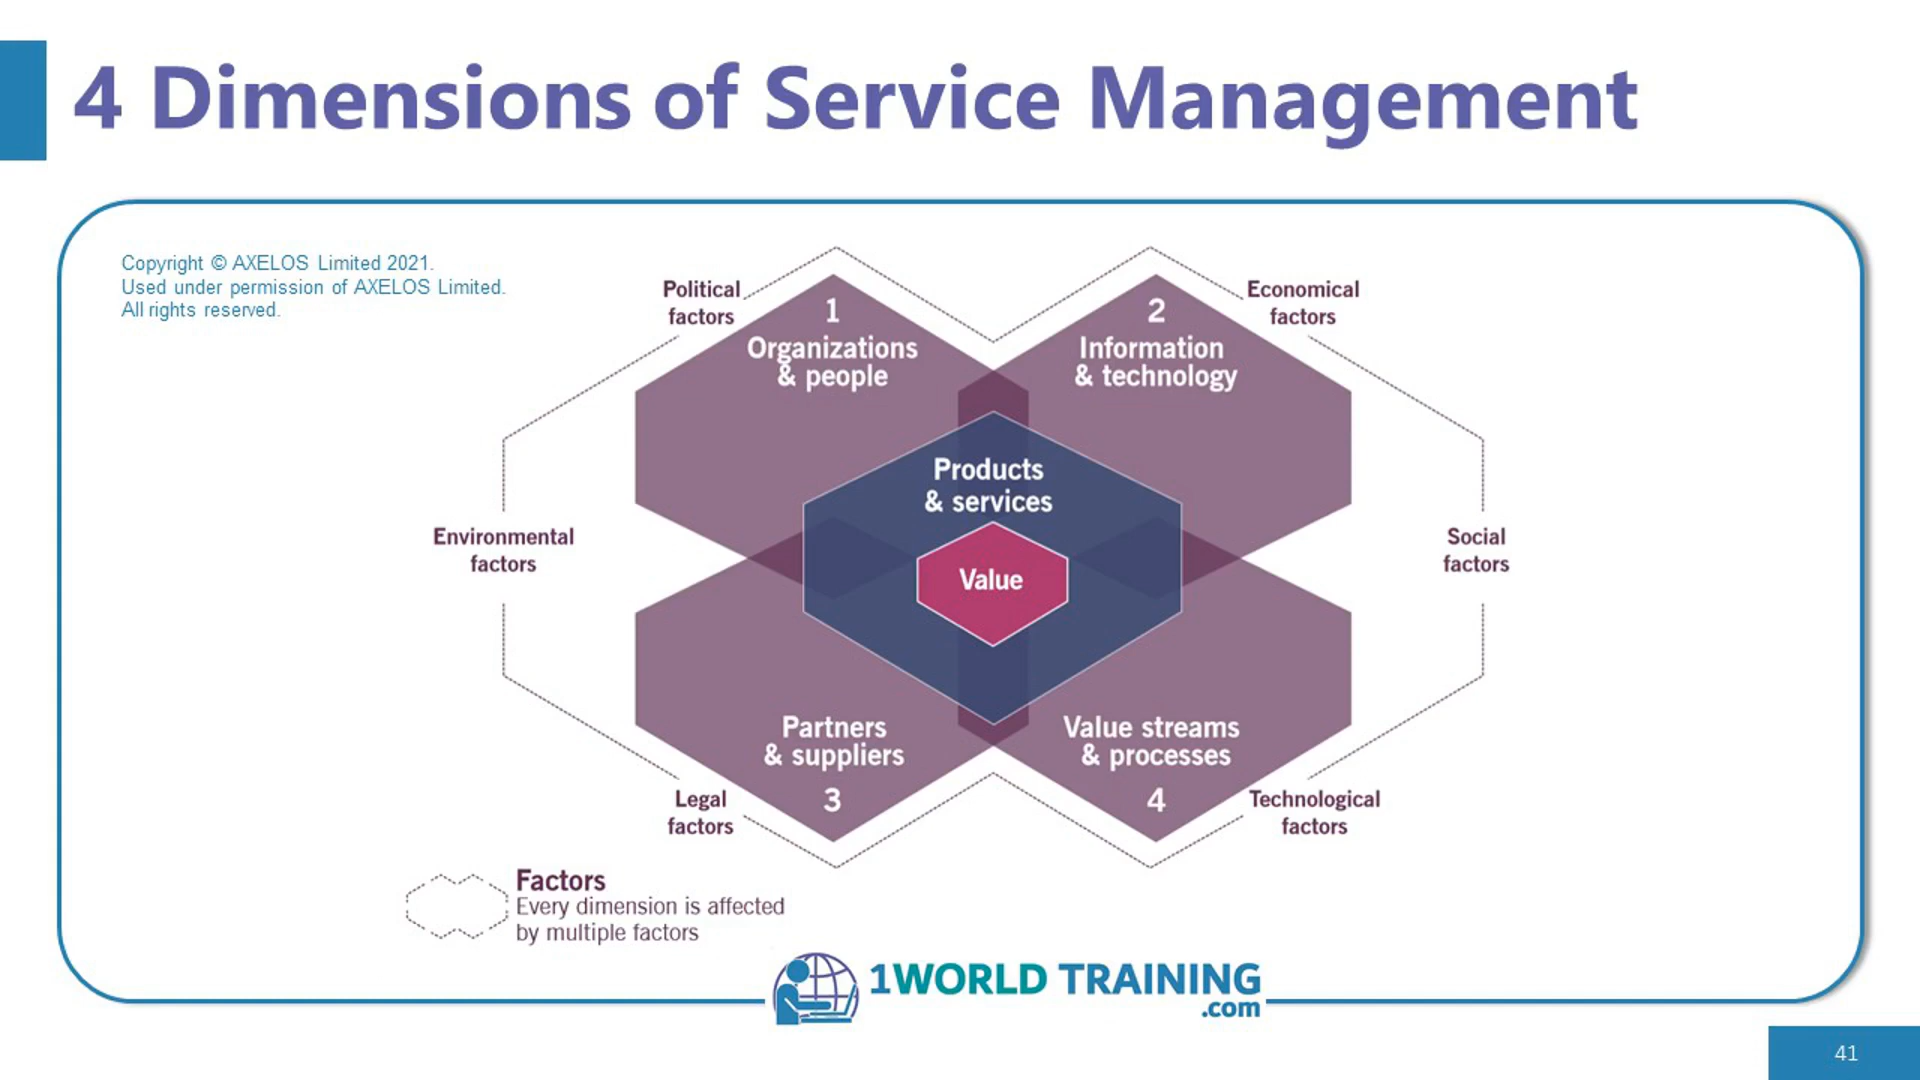 4 Dimensions of Service Management
Copyright © AXELOS Limited 2021.
Used under permission of AXELOS Limited.
All rights reserved.
Political
factors
Economical
factors
1
Organizations
& people
2
Information
& technology
Products
& services
Environmental
factors
Value
Social
factors
Partners
& suppliers
3
Value streams
& processes
4
Legal
factors
Technological
factors
Factors
Every dimension is affected
by multiple factors
1WORLD TRAINING
.com
41